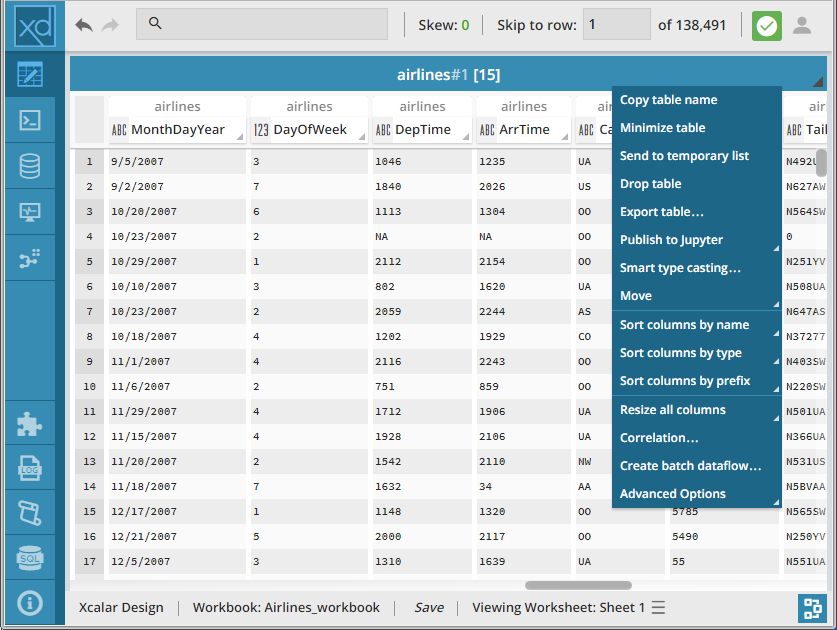 xd
Skew: 0 Skip to row: 1 of 138,491
airlines#1 [15]
airlines airlines airlines airlines
ABC MonthDayYear 123 DayOfWeek ABC DepTime ABC ArrTime ABC ABC
1 9/5/2007 3 1046 1235 UA
2 9/2/2007 7 1840 2026 US N627AW
3 10/20/2007 6 1113 1304 OO N564SW
4 10/23/2007 2 NA NA OO 0
5 10/29/2007 1 2112 2154 OO N251YV
6 10/10/2007 3 802 1620 UA N508UA
7 10/23/2007 2 2059 2244 AS N647AS
8 10/18/2007 4 1202 1929 CO N37277
9 11/1/2007 4 2116 2243 OO N403SW
10 11/6/2007 2 751 859 OO N220SW
11 11/29/2007 4 1712 1906 UA N501UA
12 11/15/2007 4 1928 2106 UA N366UA
13 11/20/2007 2 1542 2110 NW N531US
14 11/18/2007 7 1632 34 AA N5BVAA
15 12/17/2007 1 1148 1320 OO 5785 N565SW
16 12/21/2007 5 2000 2117 OO 5490 N250YV
17 12/5/2007 3 1310 1639 UA 55 N551UA
Copy table name
Minimize table
Send to temporary list
Drop table
Export table...
Publish to Jupyter
Smart type casting...
Move
Sort columns by name
Sort columns by type
Sort columns by prefix
Resize all columns
Correlation...
Create batch dataflow...
Advanced Options
LOG
SQL
Xcalar Design Workbook: Airlines_workbook Save Viewing Worksheet: Sheet 1